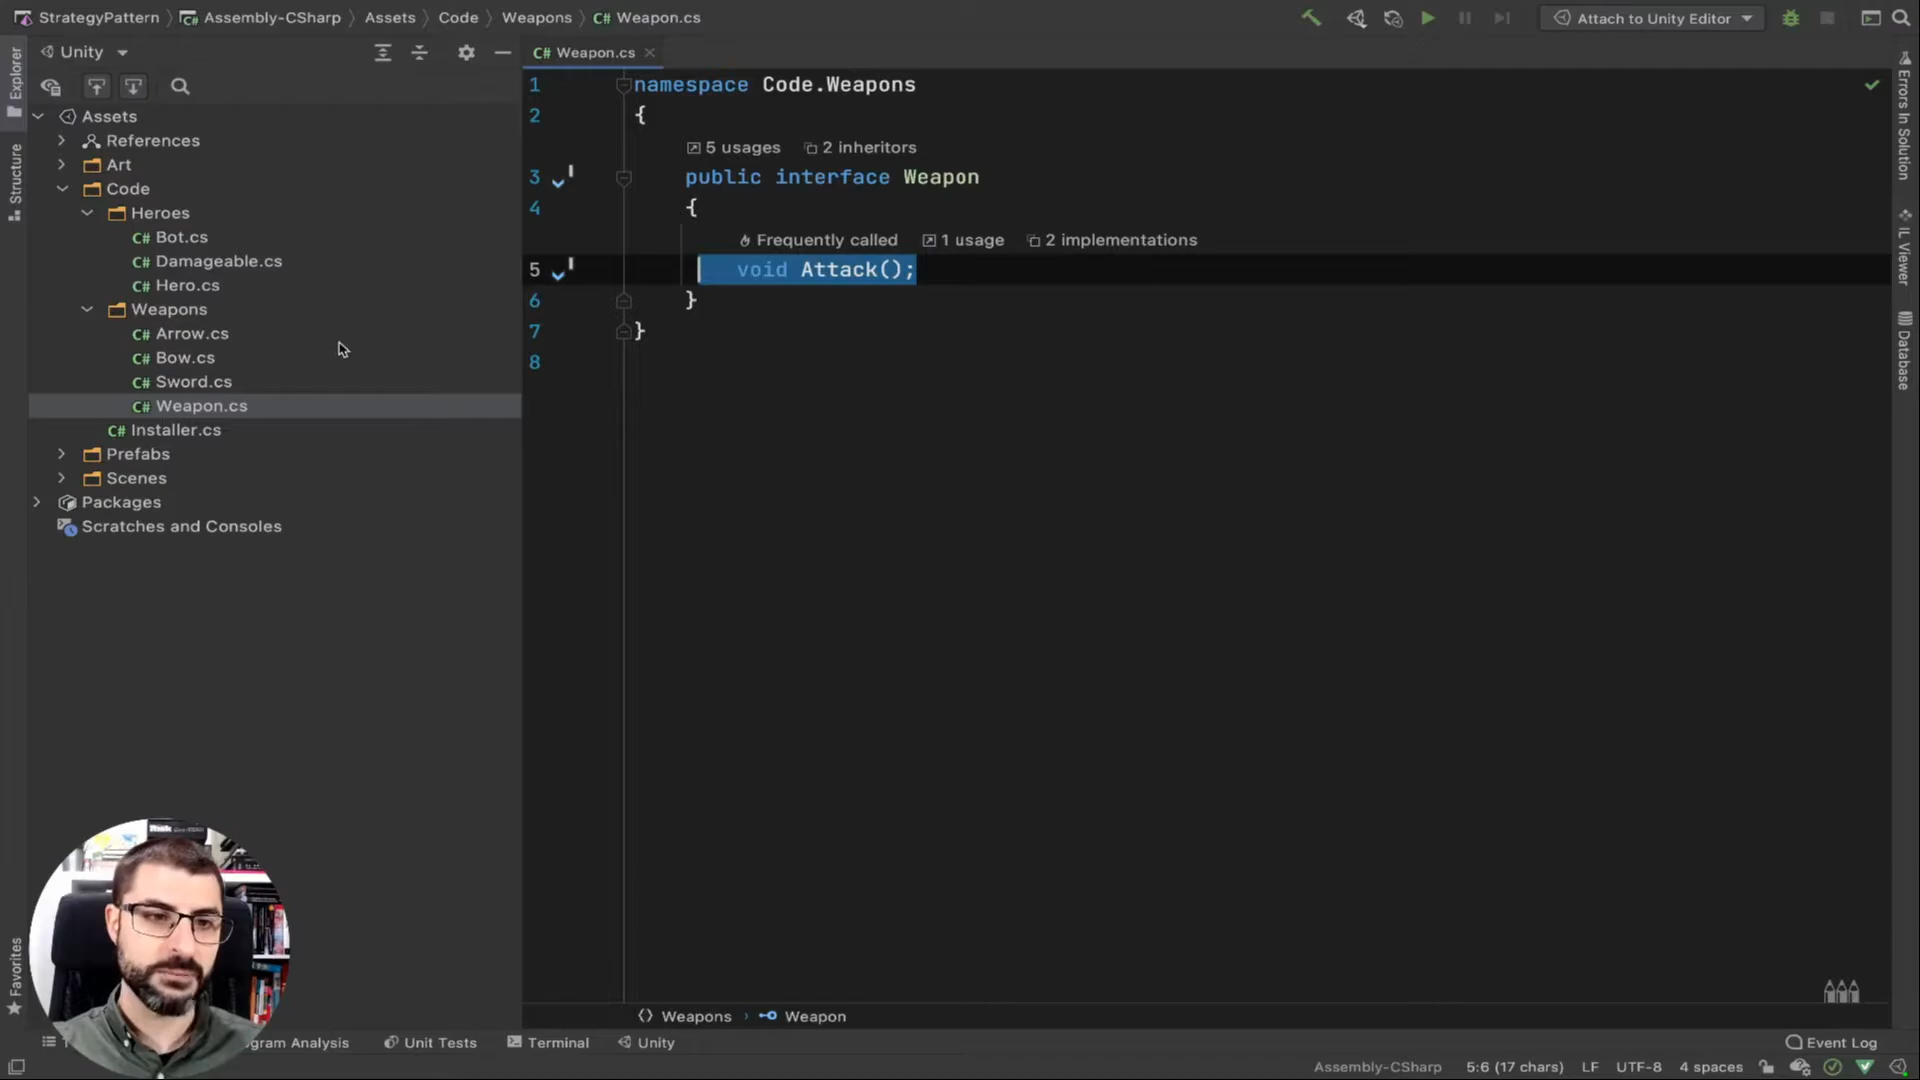 StrategyPattern Assembly-CSharp Assets Code Weapons C# Weapon.cs
Attach to Unity Editor
Unity
C# Weapon.cs
Explorer
Structure
Favorites
Assets
References
Art
Code
Heroes
C# Bot.cs
C# Damageable.cs
C# Hero.cs
Weapons
C# Arrow.cs
C# Bow.cs
C# Sword.cs
C# Weapon.cs
C# Installer.cs
Prefabs
Scenes
Packages
Scratches and Consoles
1 namespace Code.Weapons
2 {
5 usages 2 inheritors
3 public interface Weapon
4 {
Frequently called 1 usage 2 implementations
5 void Attack();
6 }
7 }
8
Errors In Solution
IL Viewer
Database
Weapons Weapon
Analysis Unit Tests Terminal Unity Event Log
Assembly-CSharp 5:6 (17 chars) LF UTF-8 4 spaces